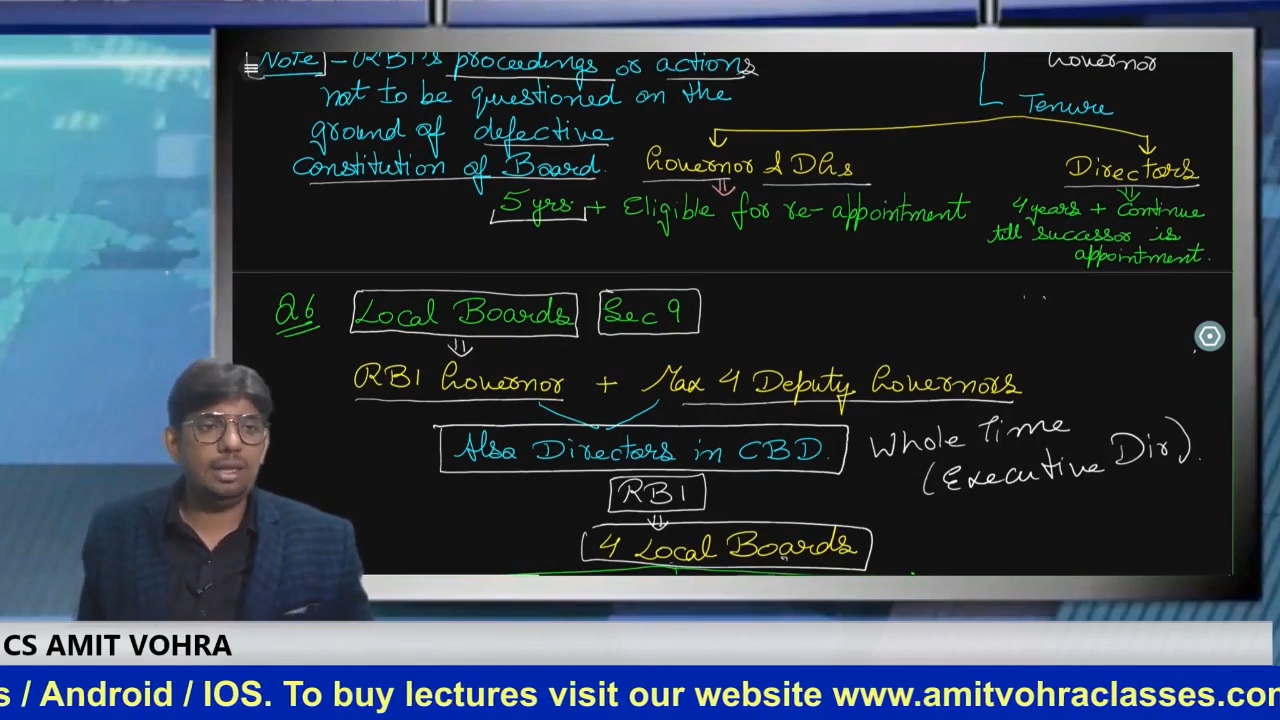 Note - RBI's proceedings or actions
not to be questioned on the
ground of defective
Constitution of Board.
Governor
Tenure
Governor & DGs
5 yrs. + Eligible for re-appointment
Directors
4 years + Continue
till successor is
appointment.
Q6 Local Boards Sec 9
RBI Governor + Max 4 Deputy Governors
Also Directors in CBD.
Whole Time
(Executive Dir).
RBI
4 Local Boards
CS AMIT VOHRA
s / Android / IOS. To buy lectures visit our website www.amitvohraclasses.com